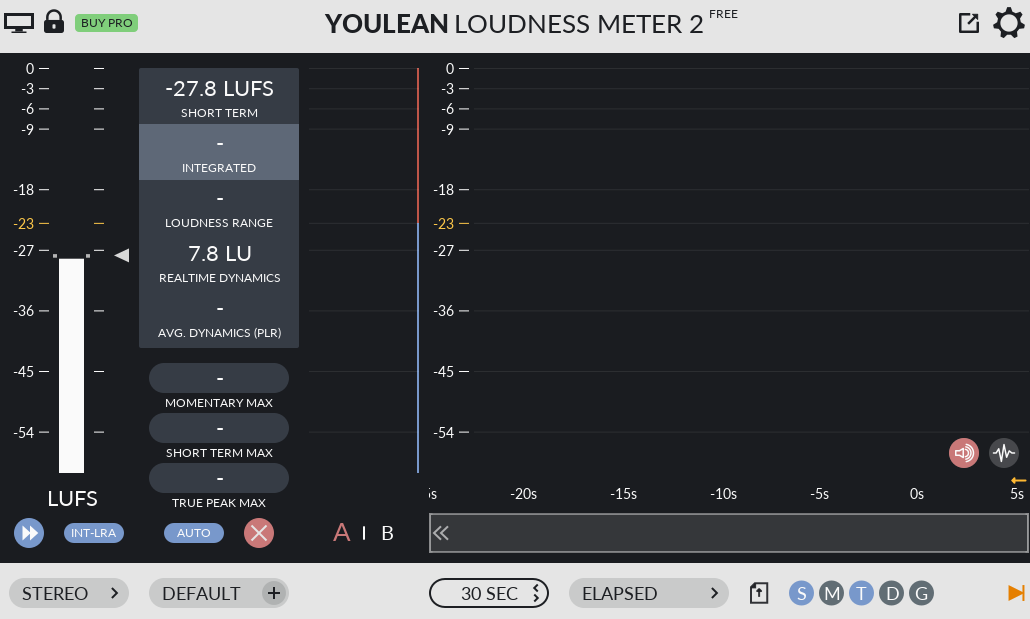 BUY PRO
YOULEAN LOUDNESS METER 2 FREE
0
-3
-6
-9
-18
-23
-27
-36
-45
-54
LUFS
-27.8 LUFS
SHORT TERM
-
INTEGRATED
-
LOUDNESS RANGE
7.8 LU
REALTIME DYNAMICS
-
AVG. DYNAMICS (PLR)
-
MOMENTARY MAX
-
SHORT TERM MAX
-
TRUE PEAK MAX
INT-LRA
AUTO
A B
0
-3
-6
-9
-18
-23
-27
-36
-45
-54
5s -20s -15s -10s -5s 0s 5s
STEREO
DEFAULT +
30 SEC
ELAPSED
S M T D G